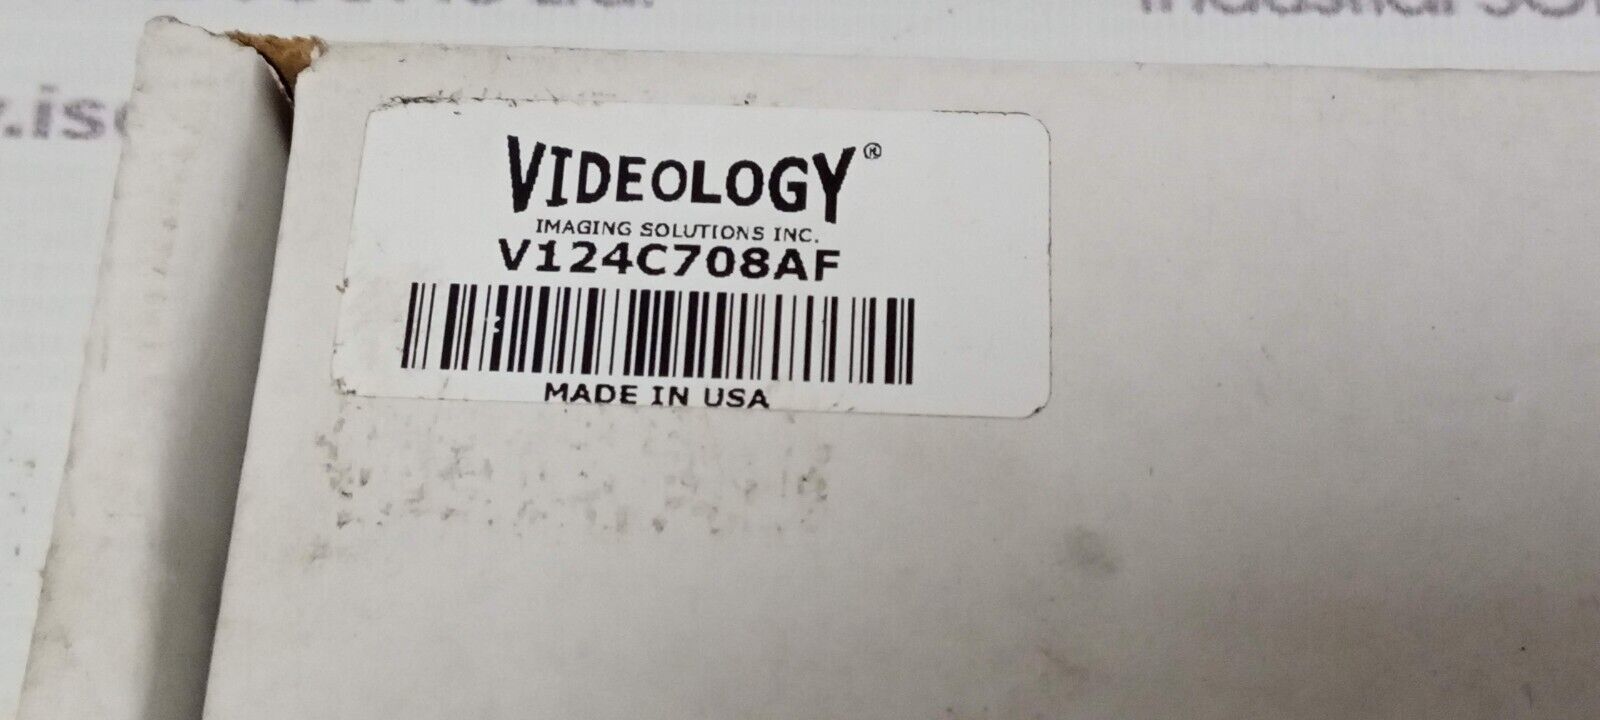 VIDEOLOGY®
IMAGING SOLUTIONS INC.
V124C708AF
MADE IN USA